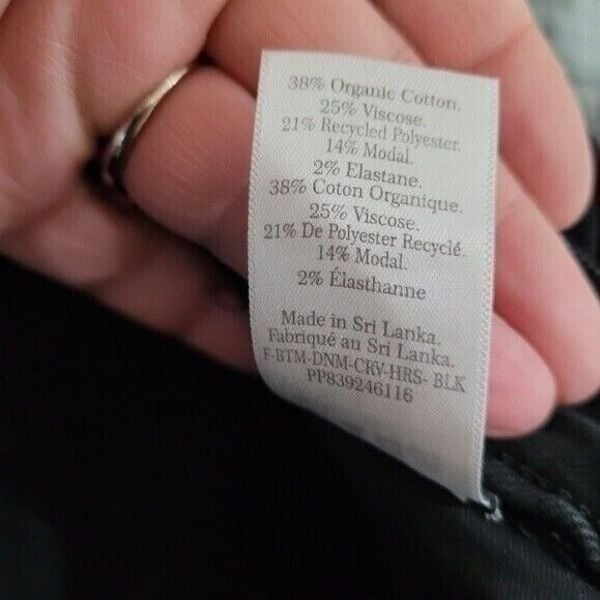 38% Organic Cotton.
25% Viscose.
21% Recycled Polyester.
14% Modal.
2% Elastane.
38% Coton Organique.
25% Viscose.
21% De Polyester Recyclé.
14% Modal.
2% Élasthanne
Made in Sri Lanka.
Fabriqué au Sri Lanka.
F-BTM-DNM-CRV-HRS- BLK
PP839246116